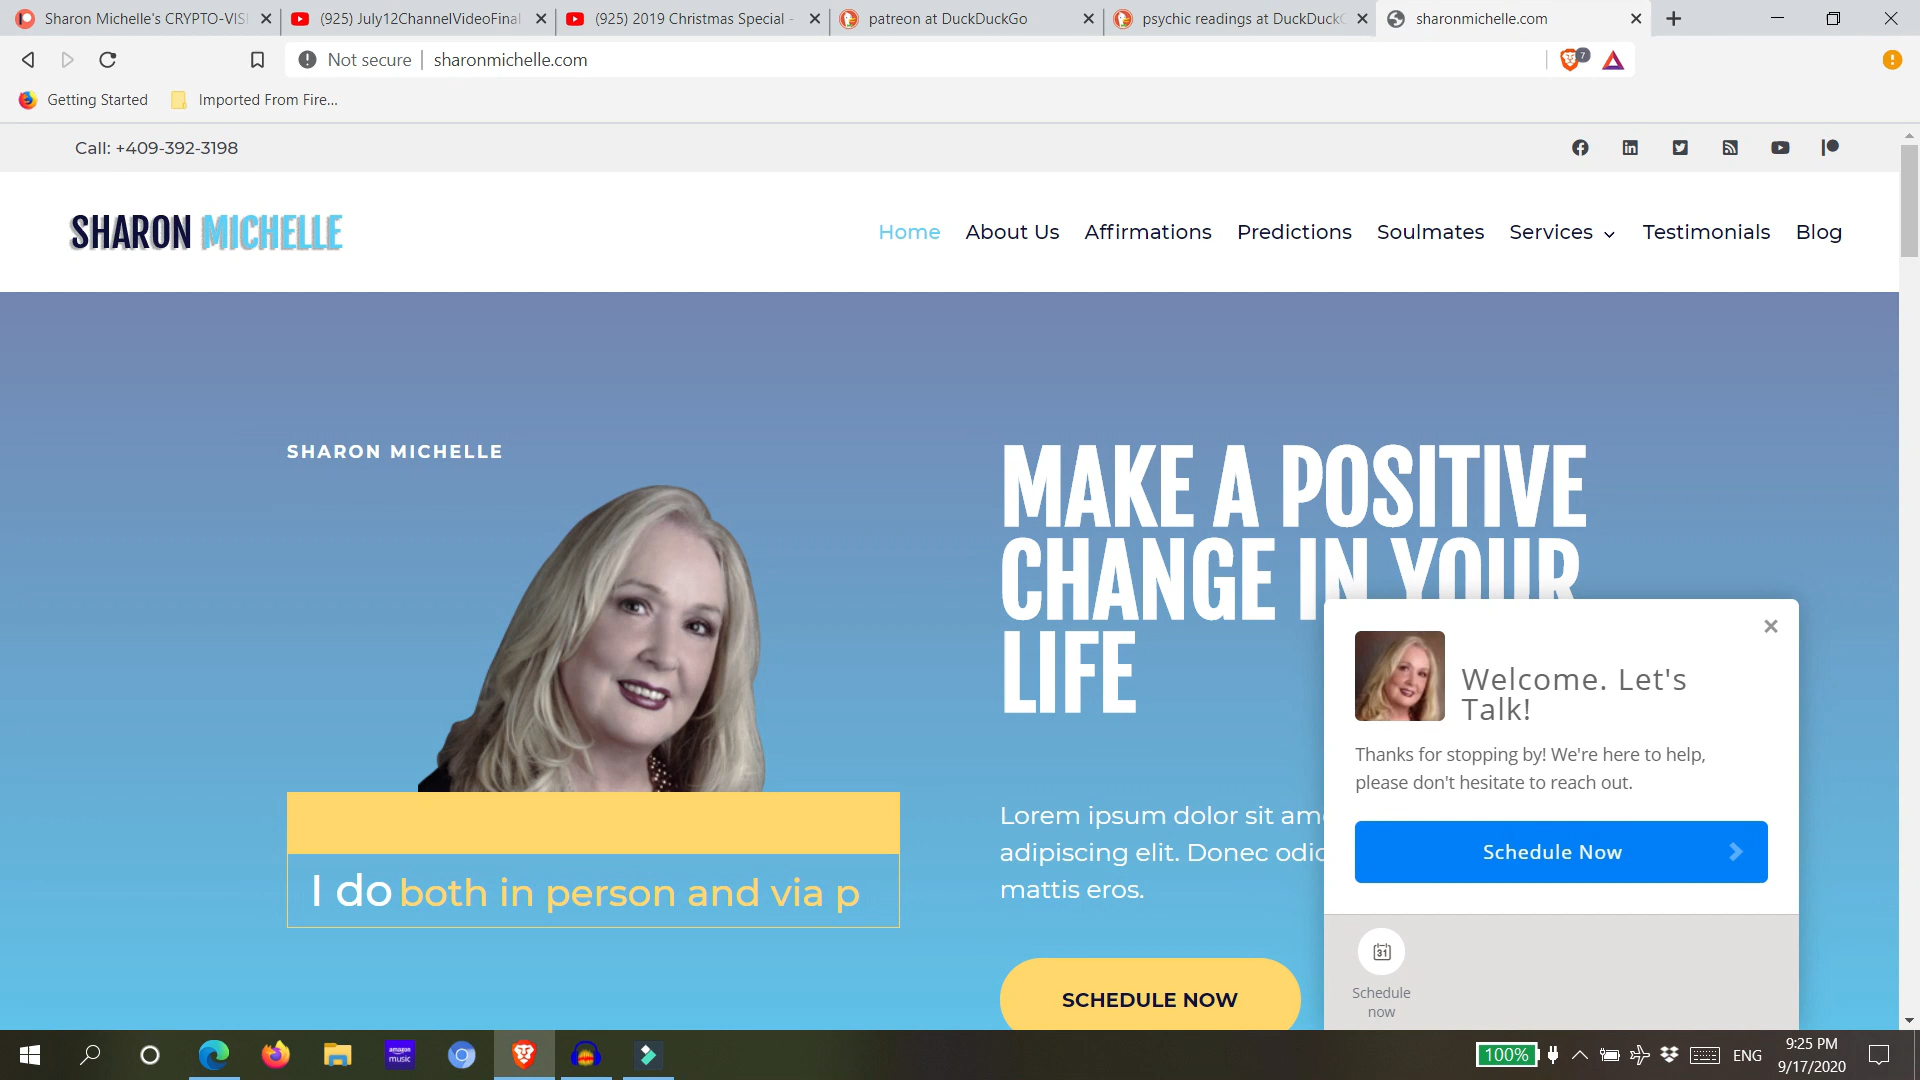 Sharon Michelle's CRYPTO-VIS
(925) July12ChannelVideoFinal
(925) 2019 Christmas Special -
patreon at DuckDuckGo
psychic readings at DuckDuckG
sharonmichelle.com
Not secure
sharonmichelle.com
7
Getting Started
Imported From Fire...
Call: +409-392-3198
SHARON MICHELLE
Home
About Us
Affirmations
Predictions
Soulmates
Services
Testimonials
Blog
SHARON MICHELLE
MAKE A POSITIVE
CHANGE IN YOUR
LIFE
Welcome. Let's
Talk!
Thanks for stopping by! We're here to help,
please don't hesitate to reach out.
Lorem ipsum dolor sit am
adipiscing elit. Donec odio
mattis eros.
Schedule Now
I do both in person and via p
SCHEDULE NOW
31
Schedule
now
amazon
music
100%
ENG
9:25 PM
9/17/2020